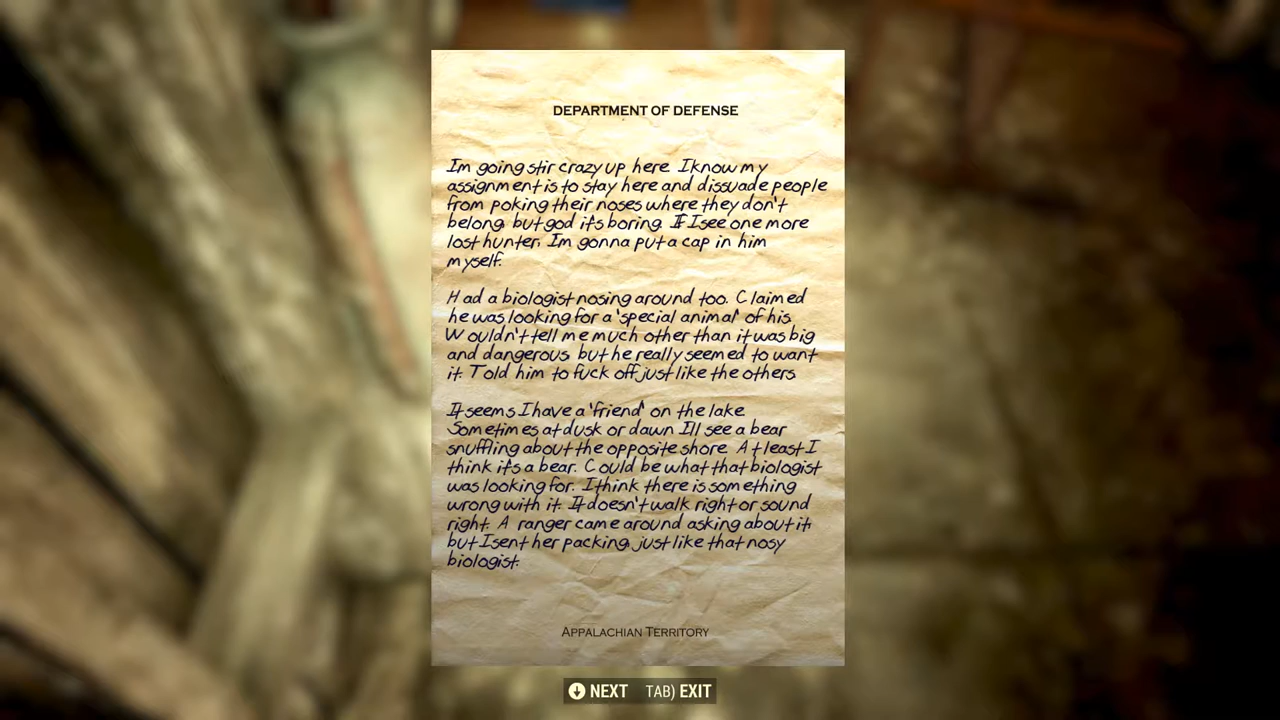 DEPARTMENT OF DEFENSE
Im going stir crazy up here. I know my
assignment is to stay here and dissuade people
from poking their noses where they don't
belong, but god it's boring. If I see one more
lost hunter, Im gonna put a cap in him
myself.
Had a biologist nosing around too. Claimed
he was looking for a 'special animal' of his.
Wouldn't tell me much other than it was big
and dangerous, but he really seemed to want
it. Told him to fuck off just like the others.
It seems I have a 'friend' on the lake.
Sometimes at dusk or dawn I'll see a bear
snuffling about the opposite shore. At least I
think it's a bear. Could be what that biologist
was looking for. I think there is something
wrong with it. It doesn't walk right or sound
right. A ranger came around asking about it,
but I sent her packing, just like that nosy
biologist.
APPALACHIAN TERRITORY
NEXT TAB) EXIT